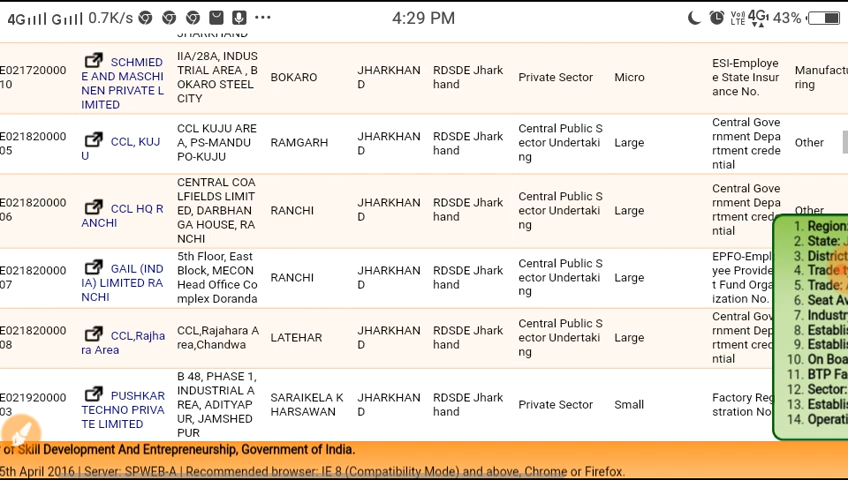 4G 0.7K/s 4:29 PM Vo) LTE 4G 43%
E021720000
10
SCHMIED
E AND MASCHI
NEN PRIVATE L
IMITED
IIA/28A, INDUS
TRIAL AREA , B
OKARO STEEL
CITY
BOKARO
JHARKHAN
D
RDSDE Jhark
hand
Private Sector
Micro
ESI-Employe
e State Insur
ance No.
Manufactu
ring
E021820000
05
CCL, KUJ
U
CCL KUJU ARE
A, PS-MANDU
PO-KUJU
RAMGARH
JHARKHAN
D
RDSDE Jhark
hand
Central Public S
ector Undertaki
ng
Large
Central Gove
rnment Depa
rtment crede
ntial
Other
E021820000
06
CCL HQ R
ANCHI
CENTRAL COA
LFIELDS LIMIT
ED, DARBHAN
GA HOUSE, RA
NCHI
RANCHI
JHARKHAN
D
RDSDE Jhark
hand
Central Public S
ector Undertaki
ng
Large
Central Gove
rnment Depa
rtment cred
ntial
Other
E021820000
07
GAIL (IND
IA) LIMITED RA
NCHI
5th Floor, East
Block, MECON
Head Office Co
mplex Doranda
RANCHI
JHARKHAN
D
RDSDE Jhark
hand
Central Public S
ector Undertaki
ng
Large
EPFO-Empl
yee Provide
t Fund Orga
ization No.
E021820000
08
CCL,Rajha
ra Area
CCL,Rajahara A
rea,Chandwa
LATEHAR
JHARKHAN
D
RDSDE Jhark
hand
Central Public S
ector Undertaki
ng
Large
Central Gov
rnment Dep
rtment cred
ntial
E021920000
03
PUSHKAR
TECHNO PRIVA
TE LIMITED
B 48, PHASE 1,
INDUSTRIAL A
REA, ADITYAP
UR, JAMSHED
PUR
SARAIKELA K
HARSAWAN
JHARKHAN
D
RDSDE Jhark
hand
Private Sector
Small
Factory Reg
stration No
1. Region:
2. State: J
3. District
4. Trade t
5. Trade:
6. Seat Av
7. Industr
8. Establis
9. Establis
10. On Boa
11. BTP Fa
12. Sector:
13. Establis
14. Operati
of Skill Development And Entrepreneurship, Government of India.
5th April 2016 | Server: SPWEB-A | Recommended browser: IE 8 (Compatibility Mode) and above, Chrome or Firefox.